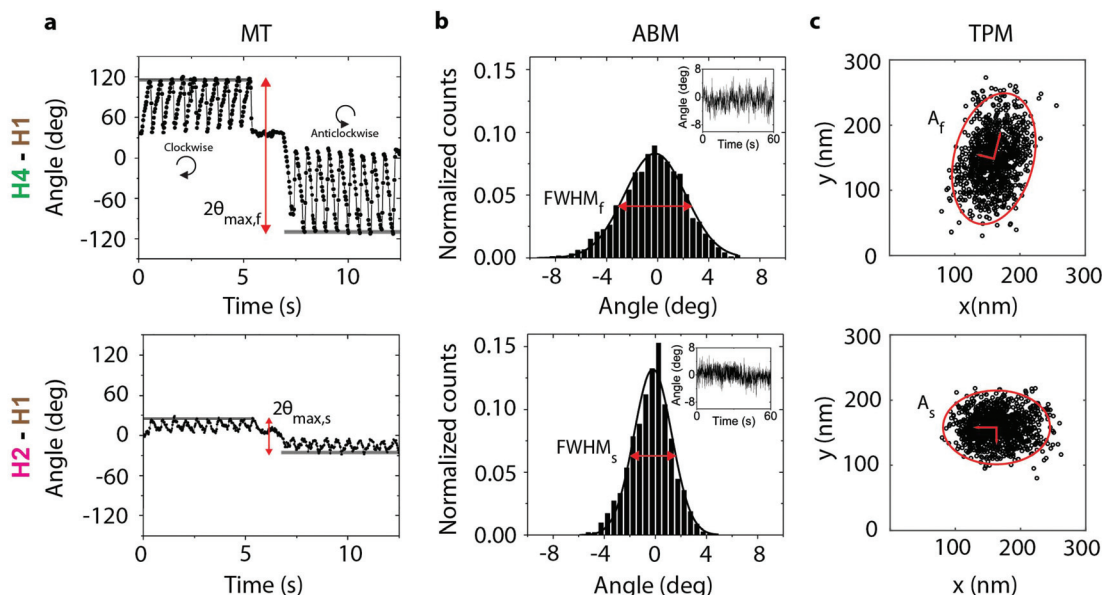 a MT
b ABM
c TPM
H4 - H1
Angle (deg)
120
60
0
-60
-120
Clockwise
Anticlockwise
2θmax,f
0 5 10
Time (s)
Normalized counts
0.15
0.10
0.05
0.00
FWHMf
-8 -4 0 4 8
Angle (deg)
Angle (deg)
8
0
-8
0 60
Time (s)
y (nm)
300
200
100
0
Af
100 200 300
x(nm)
H2 - H1
Angle (deg)
120
60
0
-60
-120
2θmax,s
0 5 10
Time (s)
Normalized counts
0.15
0.10
0.05
0.00
FWHMs
-8 -4 0 4 8
Angle (deg)
Angle (deg)
8
0
-8
0 60
Time (s)
y (nm)
300
200
100
0
As
100 200 300
x (nm)